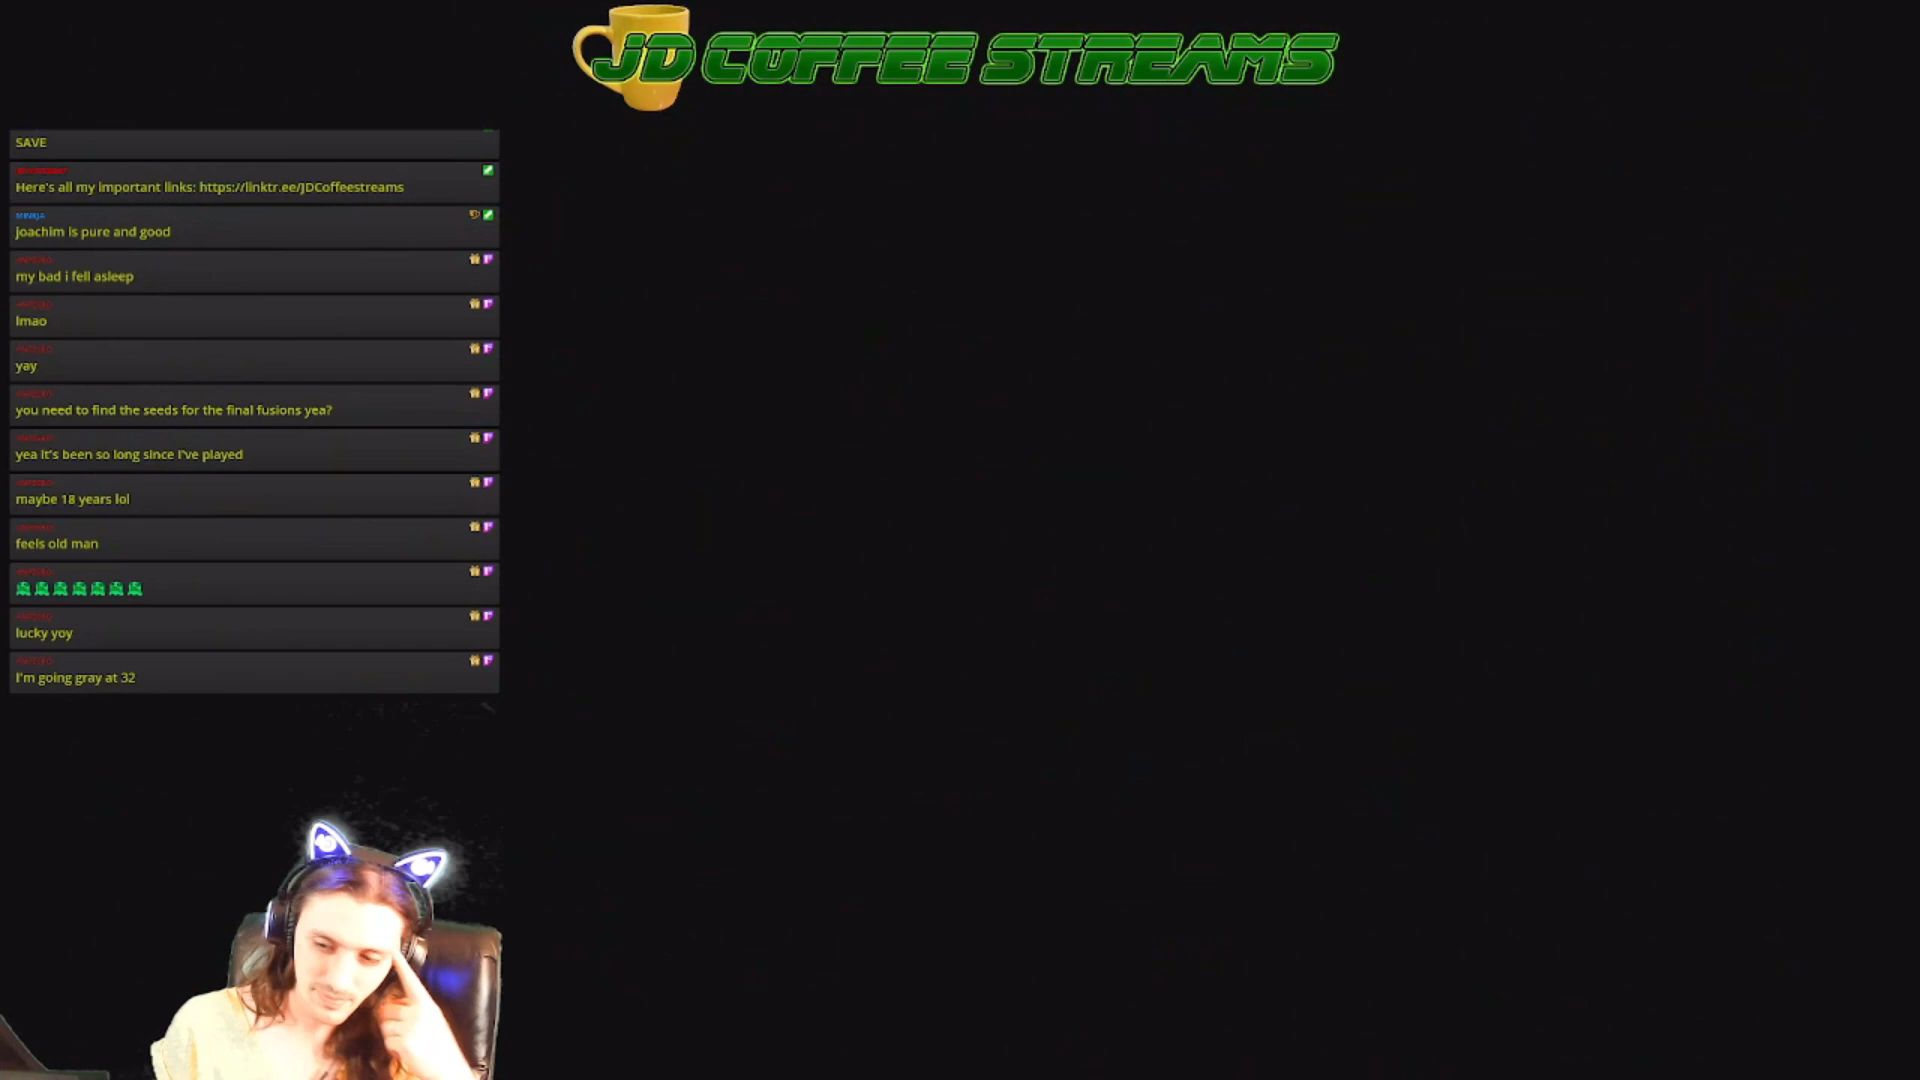 JD COFFEE STREAMS
SAVE
Here's all my important links: https://linktr.ee/JDCoffeestreams
joachim is pure and good
my bad i fell asleep
lmao
yay
you need to find the seeds for the final fusions yea?
yea it's been so long since I've played
maybe 18 years lol
feels old man
lucky yoy
I'm going gray at 32